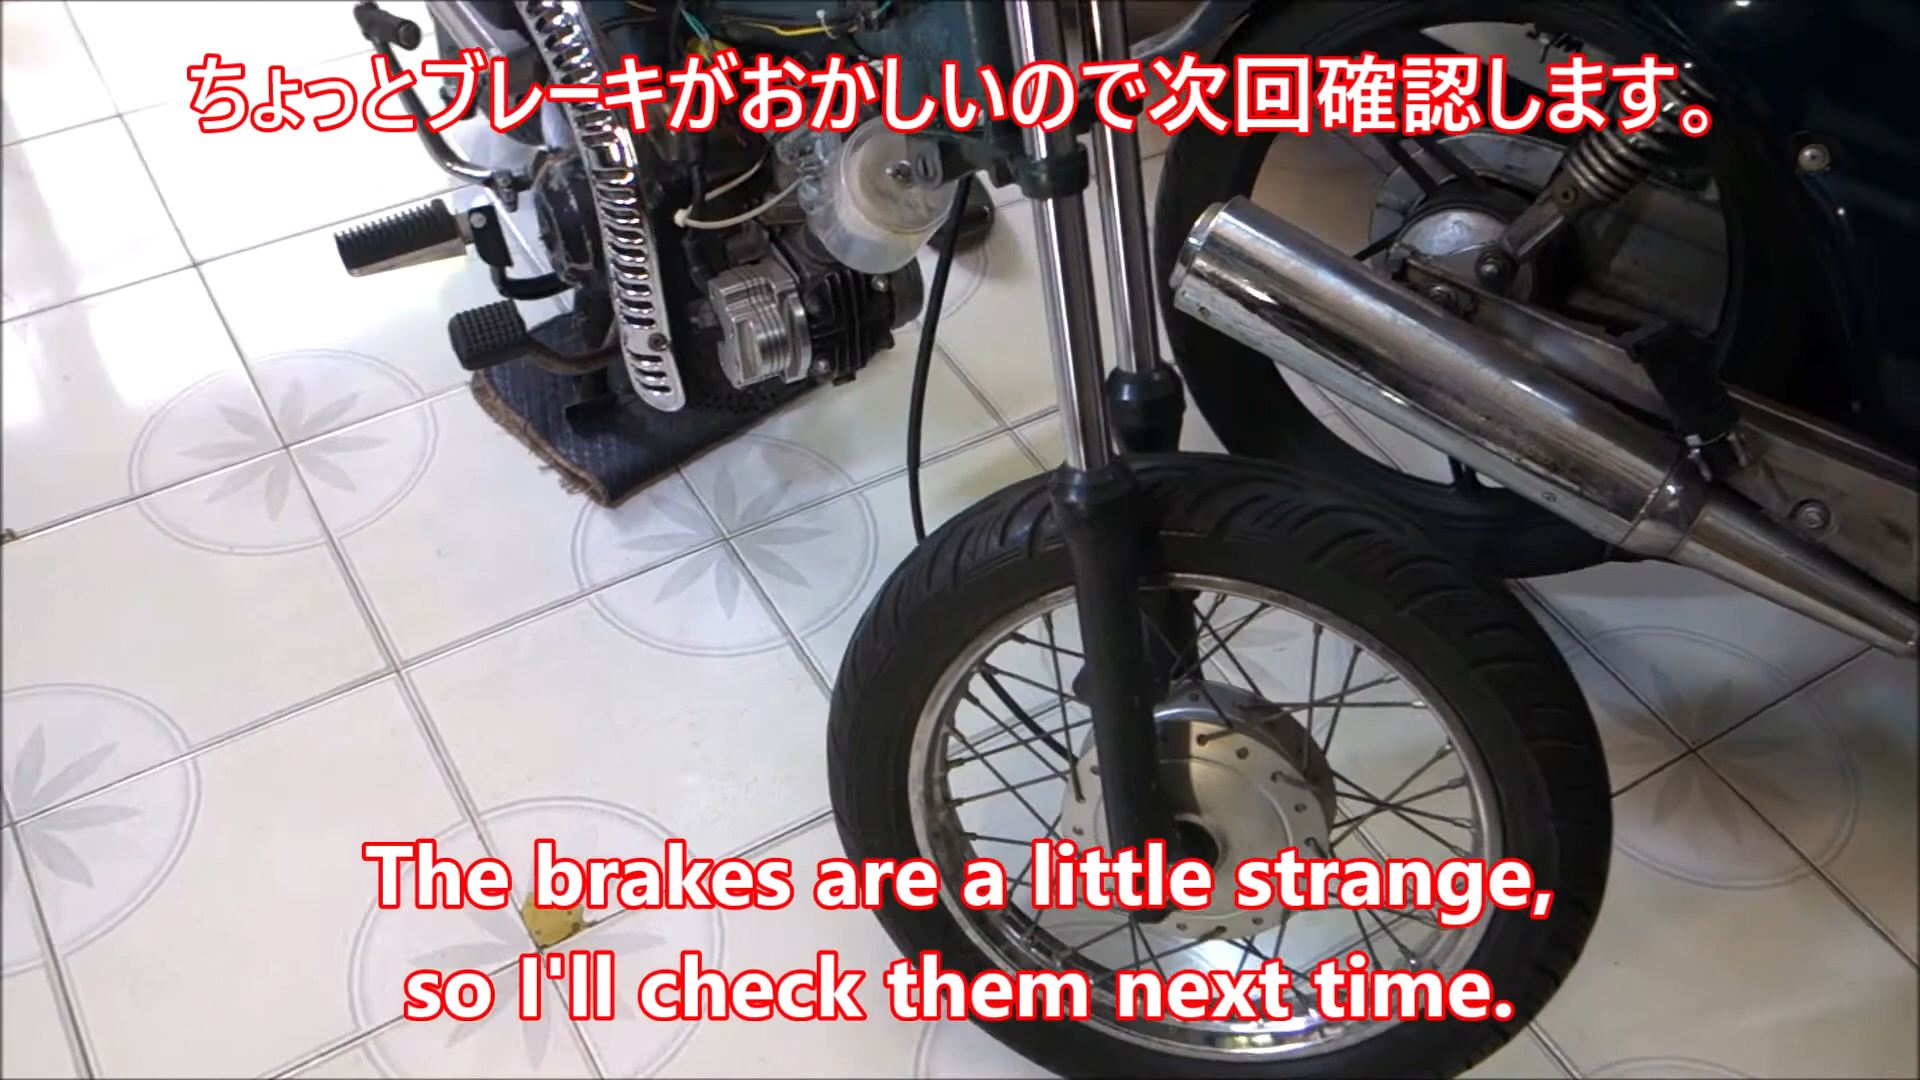 ちょっとブレーキがおかしいので次回確認します。
The brakes are a little strange,
so I'll check them next time.